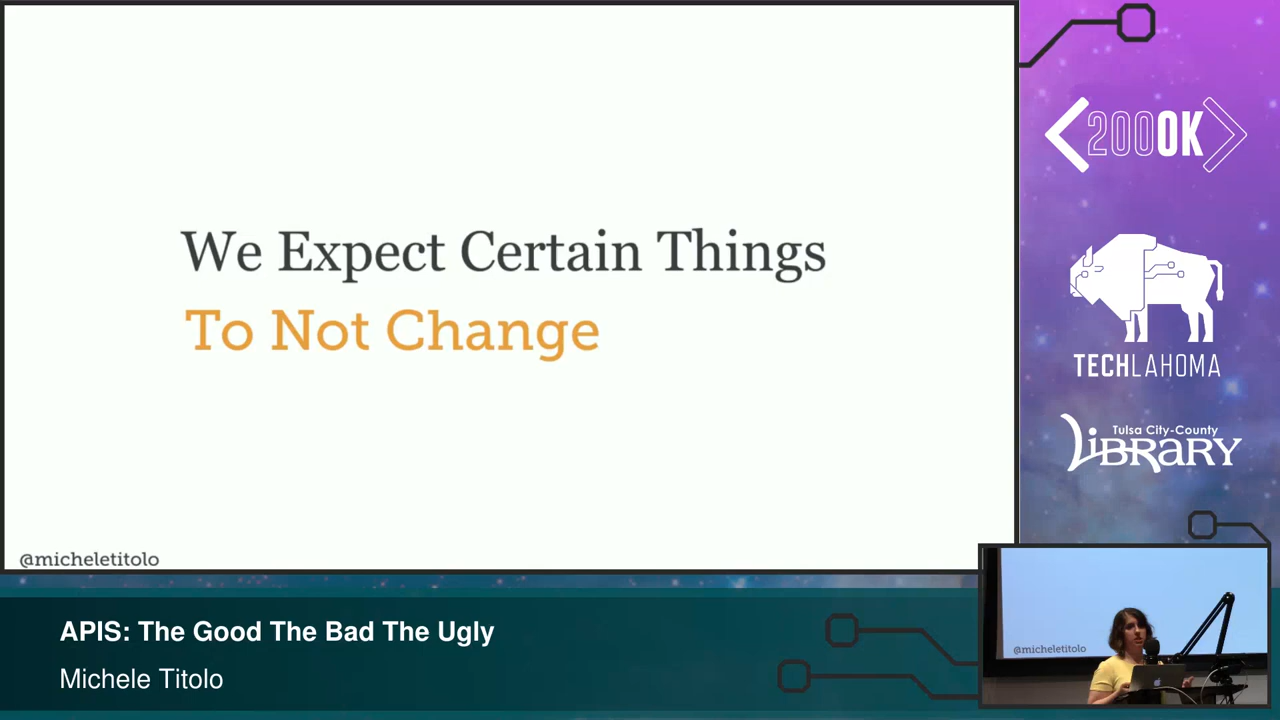 We Expect Certain Things
To Not Change
@micheletitolo
<200OK>
TECHLAHOMA
Tulsa City-County
LiBRARY
@micheletitolo
APIS: The Good The Bad The Ugly
Michele Titolo